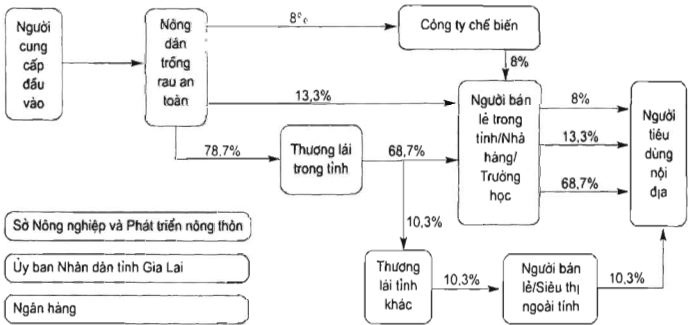 Người
cung
cấp
đầu
vào
Nông
dân
trồng
rau an
toàn
8%
Công ty chế biến
8%
13,3%
Người bán
lẻ trong
tỉnh/Nhà
hàng/
Trường
học
8%
13,3%
68,7%
Người
tiêu
dùng
nội
địa
78.7%
Thương lái
trong tỉnh
68,7%
10,3%
Thương
lái tỉnh
khác
10,3%
Người bán
lẻ/Siêu thị
ngoài tỉnh
10,3%
Sở Nông nghiệp và Phát triển nông thôn
Ủy ban Nhân dân tỉnh Gia Lai
Ngân hàng